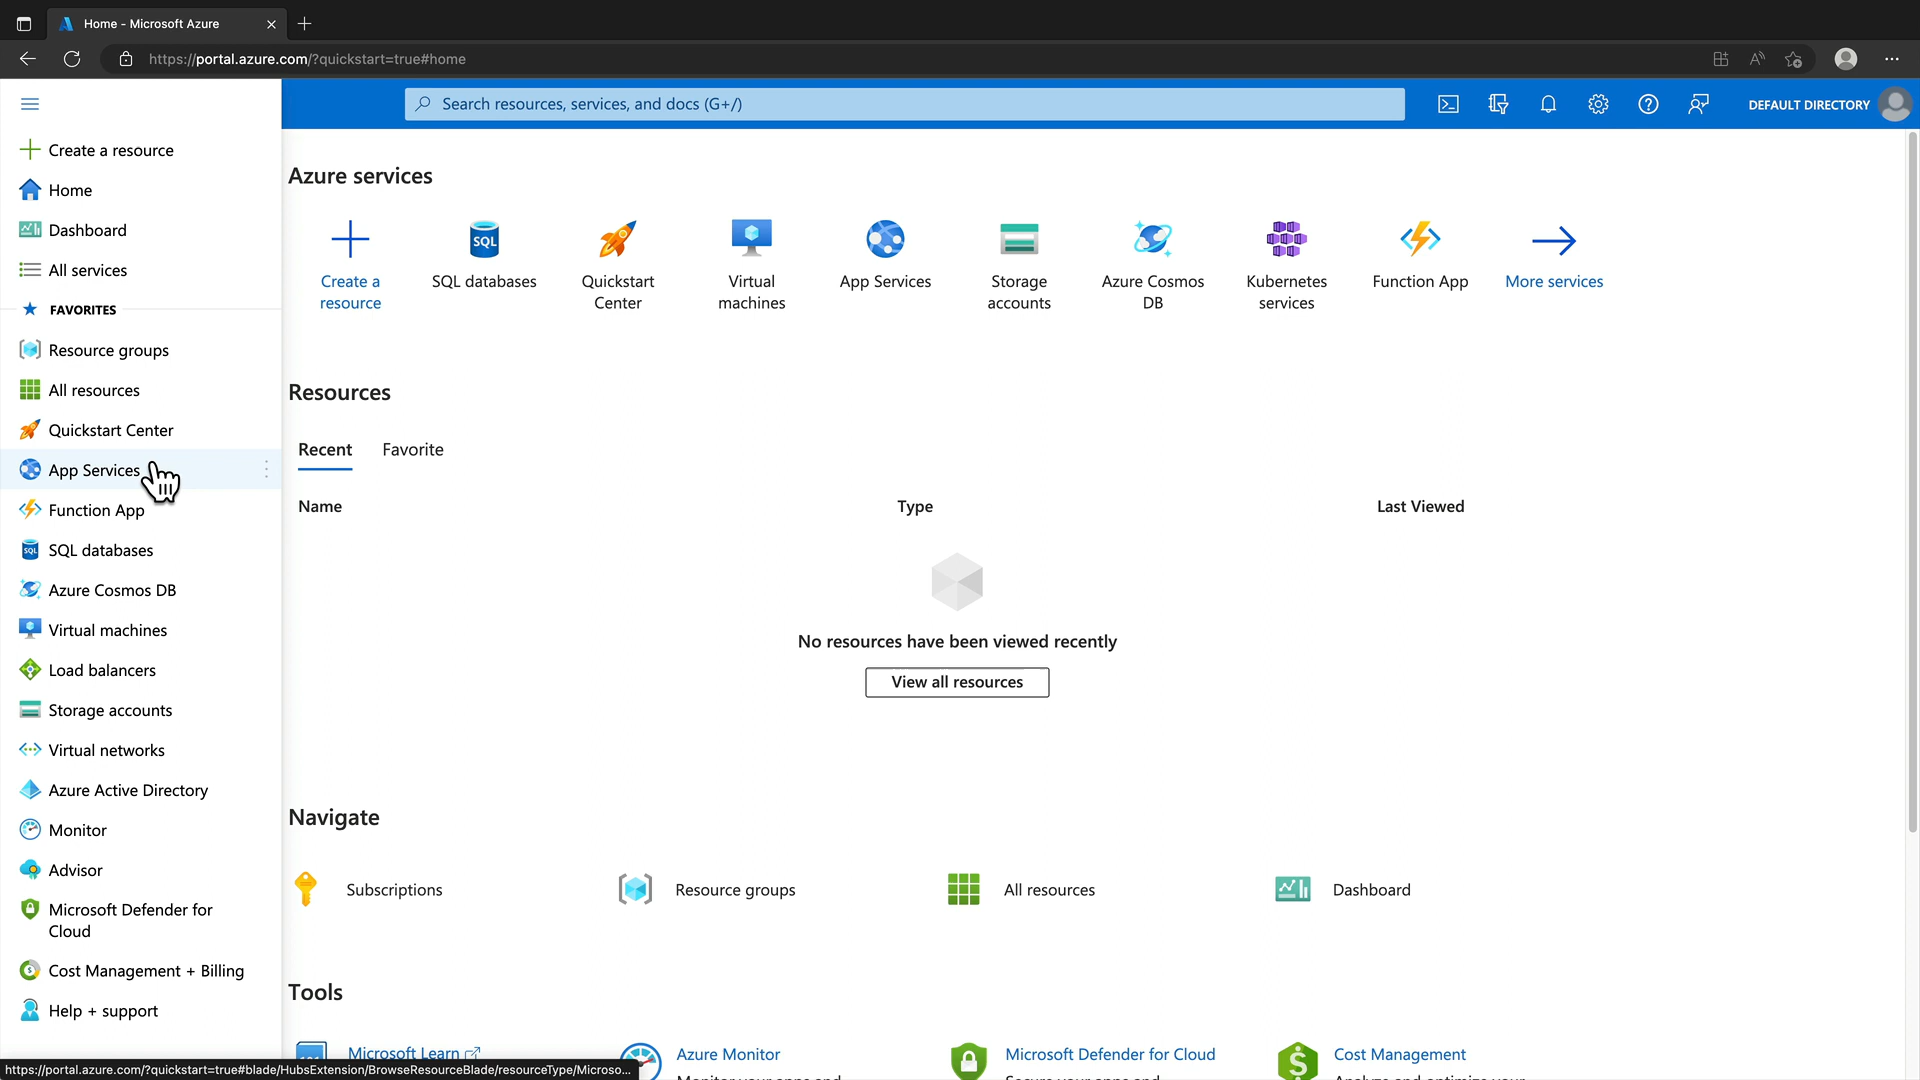 Home - Microsoft Azure
https://portal.azure.com/?quickstart=true#home
Search resources, services, and docs (G+/)
DEFAULT DIRECTORY
Create a resource
Home
Dashboard
All services
FAVORITES
Resource groups
All resources
Quickstart Center
App Services
Function App
SQL databases
Azure Cosmos DB
Virtual machines
Load balancers
Storage accounts
Virtual networks
Azure Active Directory
Monitor
Advisor
Microsoft Defender for
Cloud
Cost Management + Billing
Help + support
Azure services
Create a
resource
SQL
SQL databases
Quickstart
Center
Virtual
machines
App Services
Storage
accounts
Azure Cosmos
DB
Kubernetes
services
Function App
More services
Resources
Recent
Favorite
Name
Type
Last Viewed
No resources have been viewed recently
View all resources
Navigate
Subscriptions
Resource groups
All resources
Dashboard
Tools
Microsoft Learn
Azure Monitor
Microsoft Defender for Cloud
Cost Management
https://portal.azure.com/?quickstart=true#blade/HubsExtension/BrowseResourceBlade/resourceType/Microso...